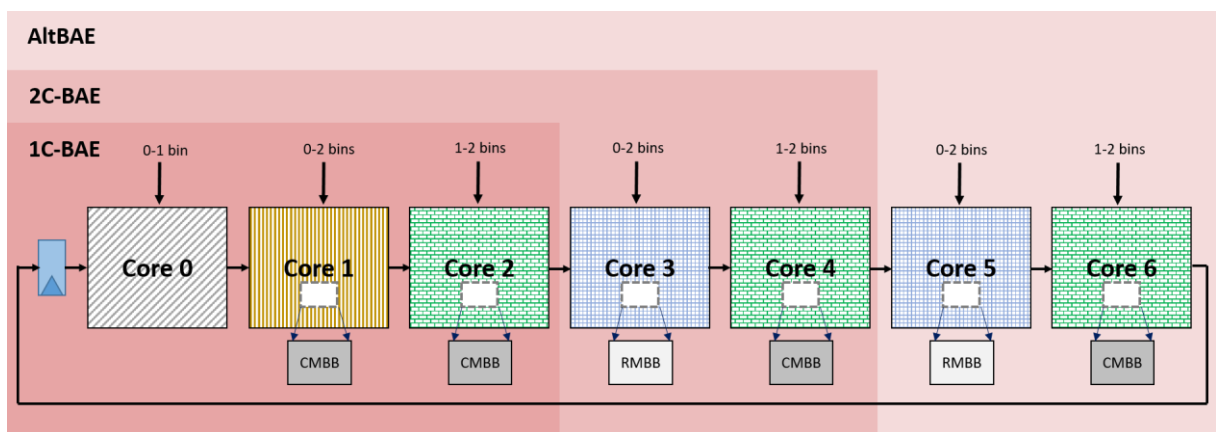 AltBAE
2C-BAE
1C-BAE
0-1 bin
0-2 bins
1-2 bins
0-2 bins
1-2 bins
0-2 bins
1-2 bins
Core 0
Core 1
Core 2
Core 3
Core 4
Core 5
Core 6
CMBB
CMBB
RMBB
CMBB
RMBB
CMBB